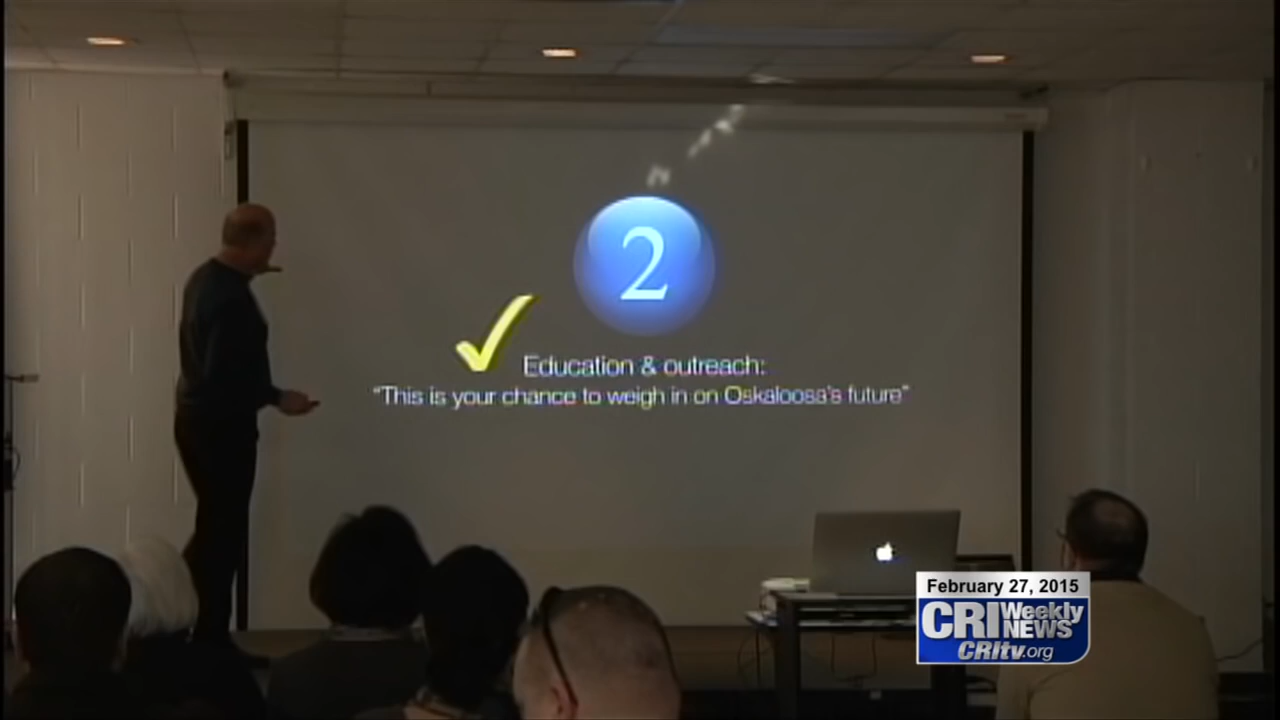 2
Education & outreach:
“This is your chance to weigh in on Oskaloosa’s future”
February 27, 2015
CRI Weekly
NEWS
CRItv.org